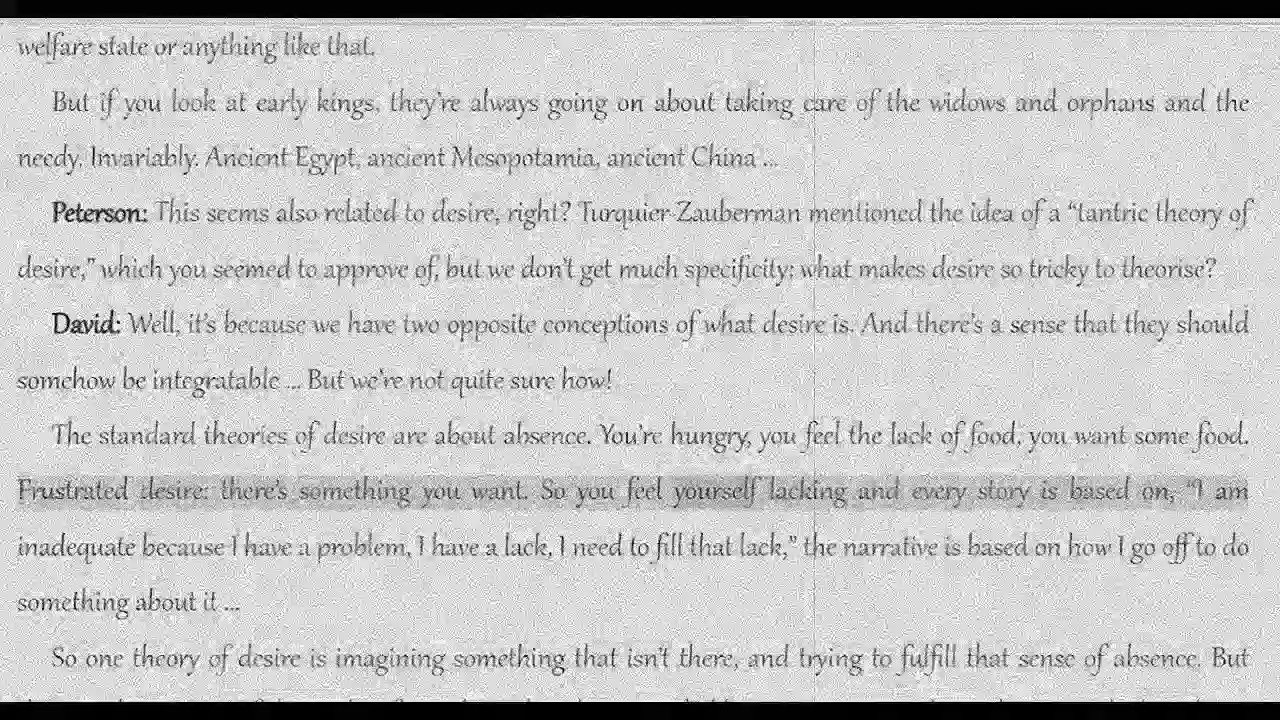 welfare state or anything like that.
But if you look at early kings, they're always going on about taking care of the widows and orphans and the
needy. Invariably. Ancient Egypt, ancient Mesopotamia, ancient China ...
Peterson: This seems also related to desire, right? Turquier-Zauberman mentioned the idea of a “tantric theory of
desire,” which you seemed to approve of, but we don't get much specificity: what makes desire so tricky to theorise?
David: Well, it's because we have two opposite conceptions of what desire is. And there's a sense that they should
somehow be integratable ... But we're not quite sure how!
The standard theories of desire are about absence. You're hungry, you feel the lack of food, you want some food.
Frustrated desire: there's something you want. So you feel yourself lacking and every story is based on, “I am
inadequate because I have a problem, I have a lack, I need to fill that lack,” the narrative is based on how I go off to do
something about it ...
So one theory of desire is imagining something that isn't there, and trying to fulfill that sense of absence. But